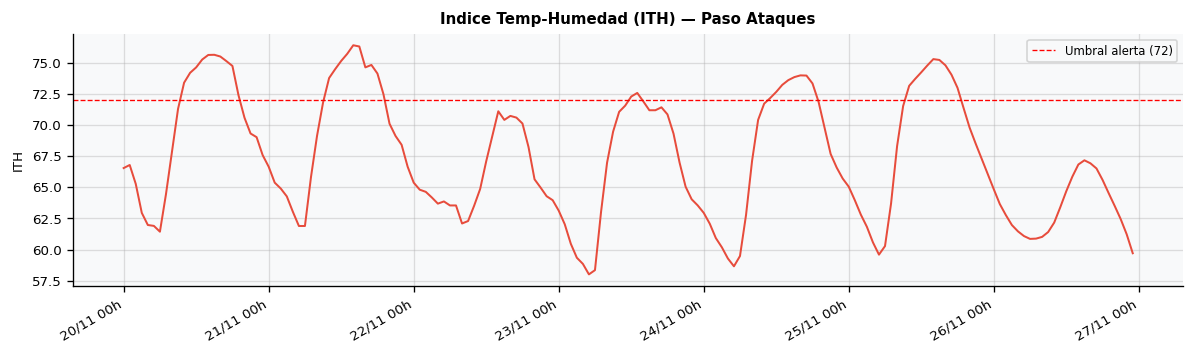 Indice Temp-Humedad (ITH) — Paso Ataques
Umbral alerta (72)
ITH
75.0
72.5
70.0
67.5
65.0
62.5
60.0
57.5
20/11 00h
21/11 00h
22/11 00h
23/11 00h
24/11 00h
25/11 00h
26/11 00h
27/11 00h